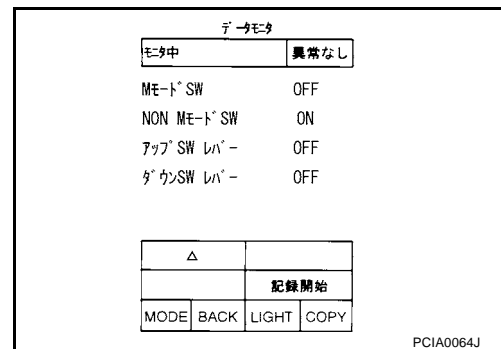 ﾃﾞｰﾀﾓﾆﾀ
ﾓﾆﾀ中 異常なし
Mﾓｰﾄﾞ SW OFF
NON Mﾓｰﾄﾞ SW ON
ｱｯﾌﾟ SW ﾚﾊﾞｰ OFF
ﾀﾞｳﾝSW ﾚﾊﾞｰ OFF
△
記録開始
MODE BACK LIGHT COPY
PCIA0064J